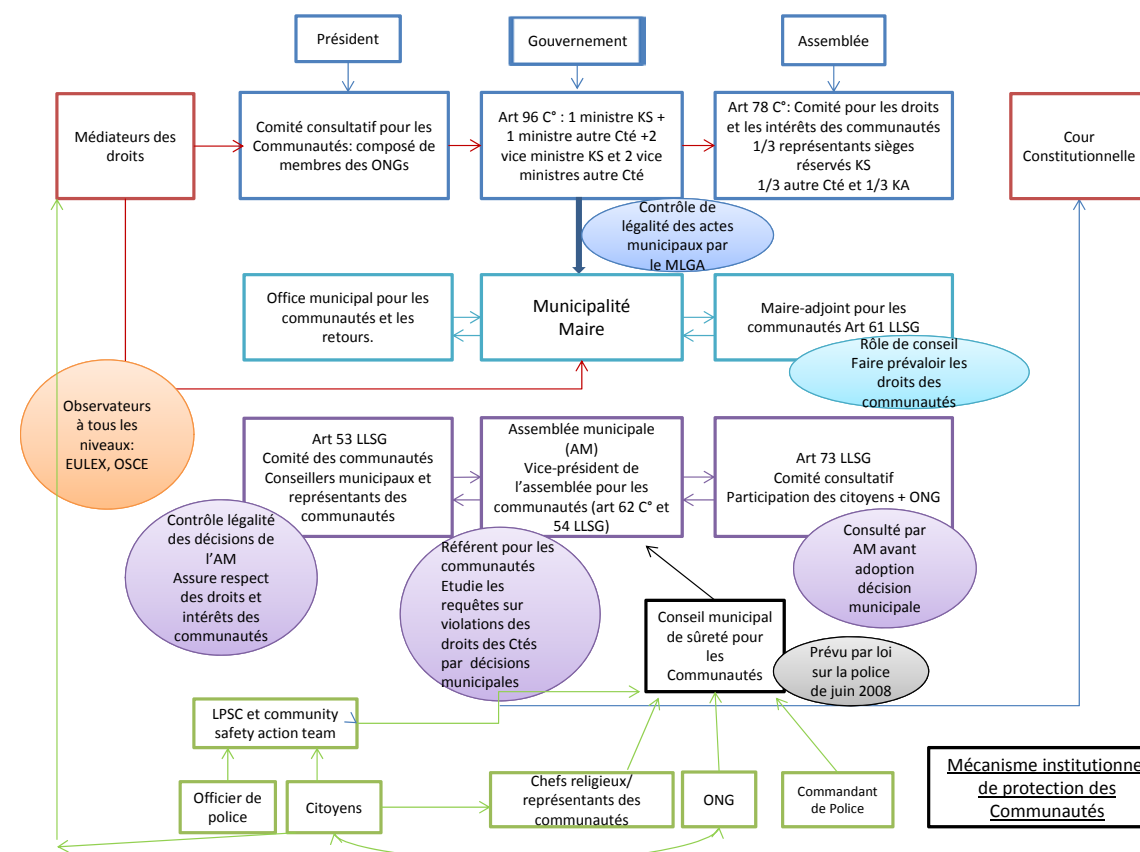 Président
Gouvernement
Assemblée
Médiateurs des
droits
Comité consultatif pour les
Communautés: composé de
membres des ONGs
Art 96 C° : 1 ministre KS +
1 ministre autre Cté +2
vice ministre KS et 2 vice
ministres autre Cté
Art 78 C°: Comité pour les droits
et les intérêts des communautés
1/3 représentants sièges
réservés KS
1/3 autre Cté et 1/3 KA
Cour
Constitutionnelle
Contrôle de
légalité des actes
municipaux par
le MLGA
Office municipal pour les
communautés et les
retours.
Municipalité
Maire
Maire-adjoint pour les
communautés Art 61 LLSG
Rôle de conseil
Faire prévaloir les
droits des
communautés
Observateurs
à tous les
niveaux:
EULEX, OSCE
Art 53 LLSG
Comité des communautés
Conseillers municipaux et
représentants des
communautés
Assemblée municipale
(AM)
Vice-président de
l'assemblée pour les
communautés (art 62 C° et
54 LLSG)
Art 73 LLSG
Comité consultatif
Participation des citoyens + ONG
Contrôle légalité
des décisions de
l'AM
Assure respect
des droits et
intérêts des
communautés
Référent pour les
communautés
Etudie les
requêtes sur
violations des
droits des Ctés
par décisions
municipales
Consulté par
AM avant
adoption
décision
municipale
Conseil municipal
de sûreté pour
les
Communautés
Prévu par loi
sur la police
de juin 2008
LPSC et community
safety action team
Officier de
police
Citoyens
Chefs religieux/
représentants des
communautés
ONG
Commandant
de Police
Mécanisme institutionne
de protection des
Communautés